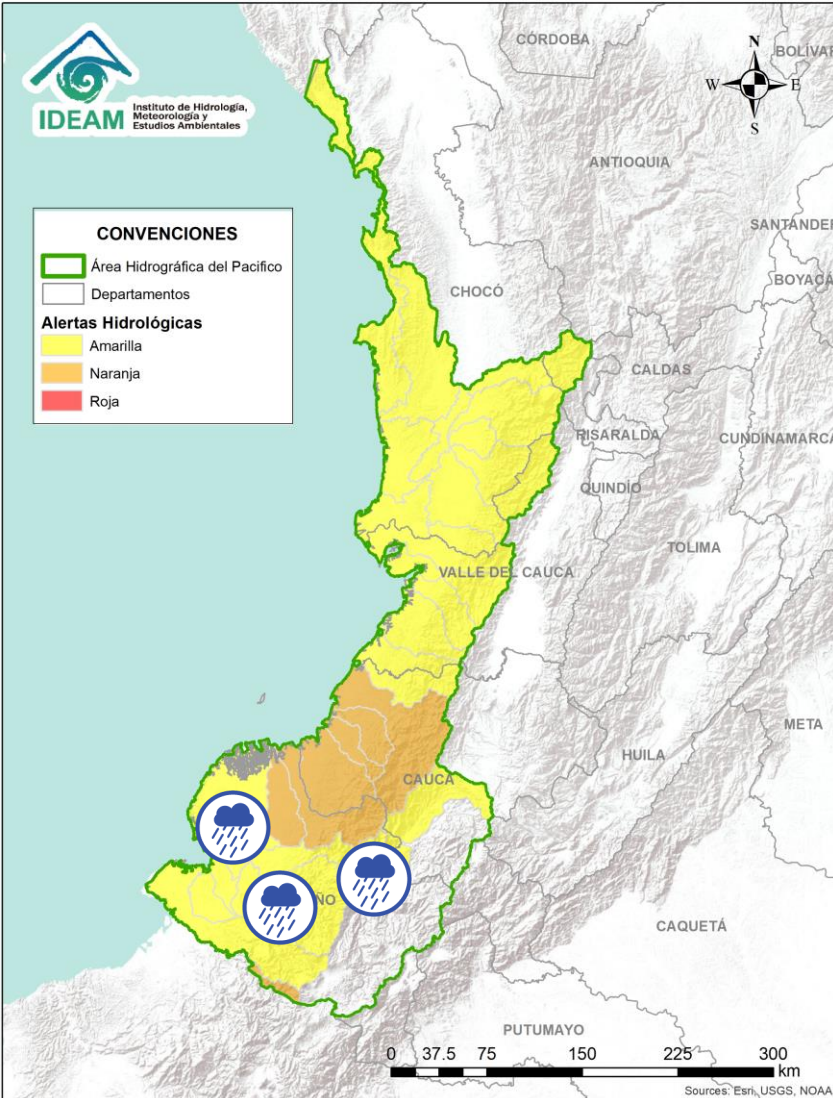 IDEAM
Instituto de Hidrología,
Meteorología y
Estudios Ambientales
CÓRDOBA
BOLÍVAR
N
W
E
S
ANTIOQUIA
SANTANDER
BOYACÁ
CONVENCIONES
Área Hidrográfica del Pacifico
Departamentos
Alertas Hidrológicas
Amarilla
Naranja
Roja
CHOCÓ
CALDAS
RISARALDA
CUNDINAMARCA
QUINDÍO
TOLIMA
VALLE DEL CAUCA
META
HUILA
CAUCA
ÑO
CAQUETÁ
PUTUMAYO
0 37.5 75 150 225 300
km
Sources: Esri, USGS, NOAA